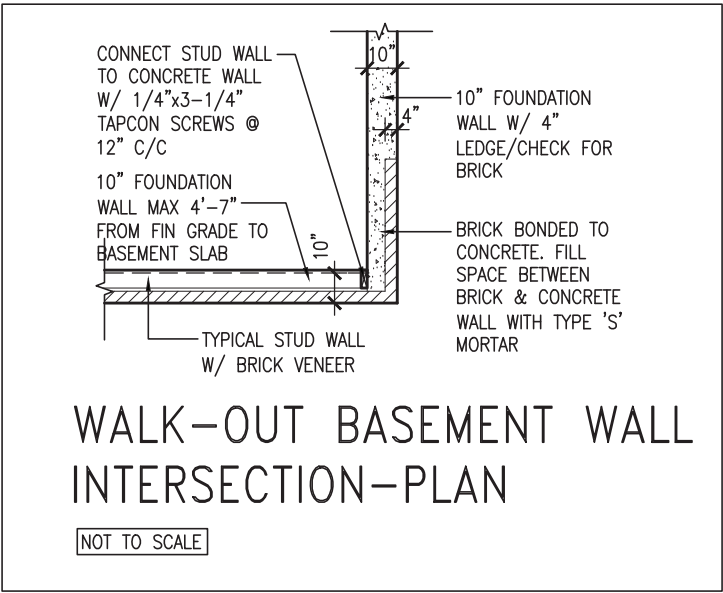 CONNECT STUD WALL
TO CONCRETE WALL
W/ 1/4"x3-1/4"
TAPCON SCREWS @
12" C/C
10" FOUNDATION
WALL MAX 4'-7"
FROM FIN GRADE TO
BASEMENT SLAB
10"
10"
4"
10" FOUNDATION
WALL W/ 4"
LEDGE/CHECK FOR
BRICK
BRICK BONDED TO
CONCRETE. FILL
SPACE BETWEEN
BRICK & CONCRETE
WALL WITH TYPE 'S'
MORTAR
TYPICAL STUD WALL
W/ BRICK VENEER
WALK-OUT BASEMENT WALL
INTERSECTION-PLAN
NOT TO SCALE